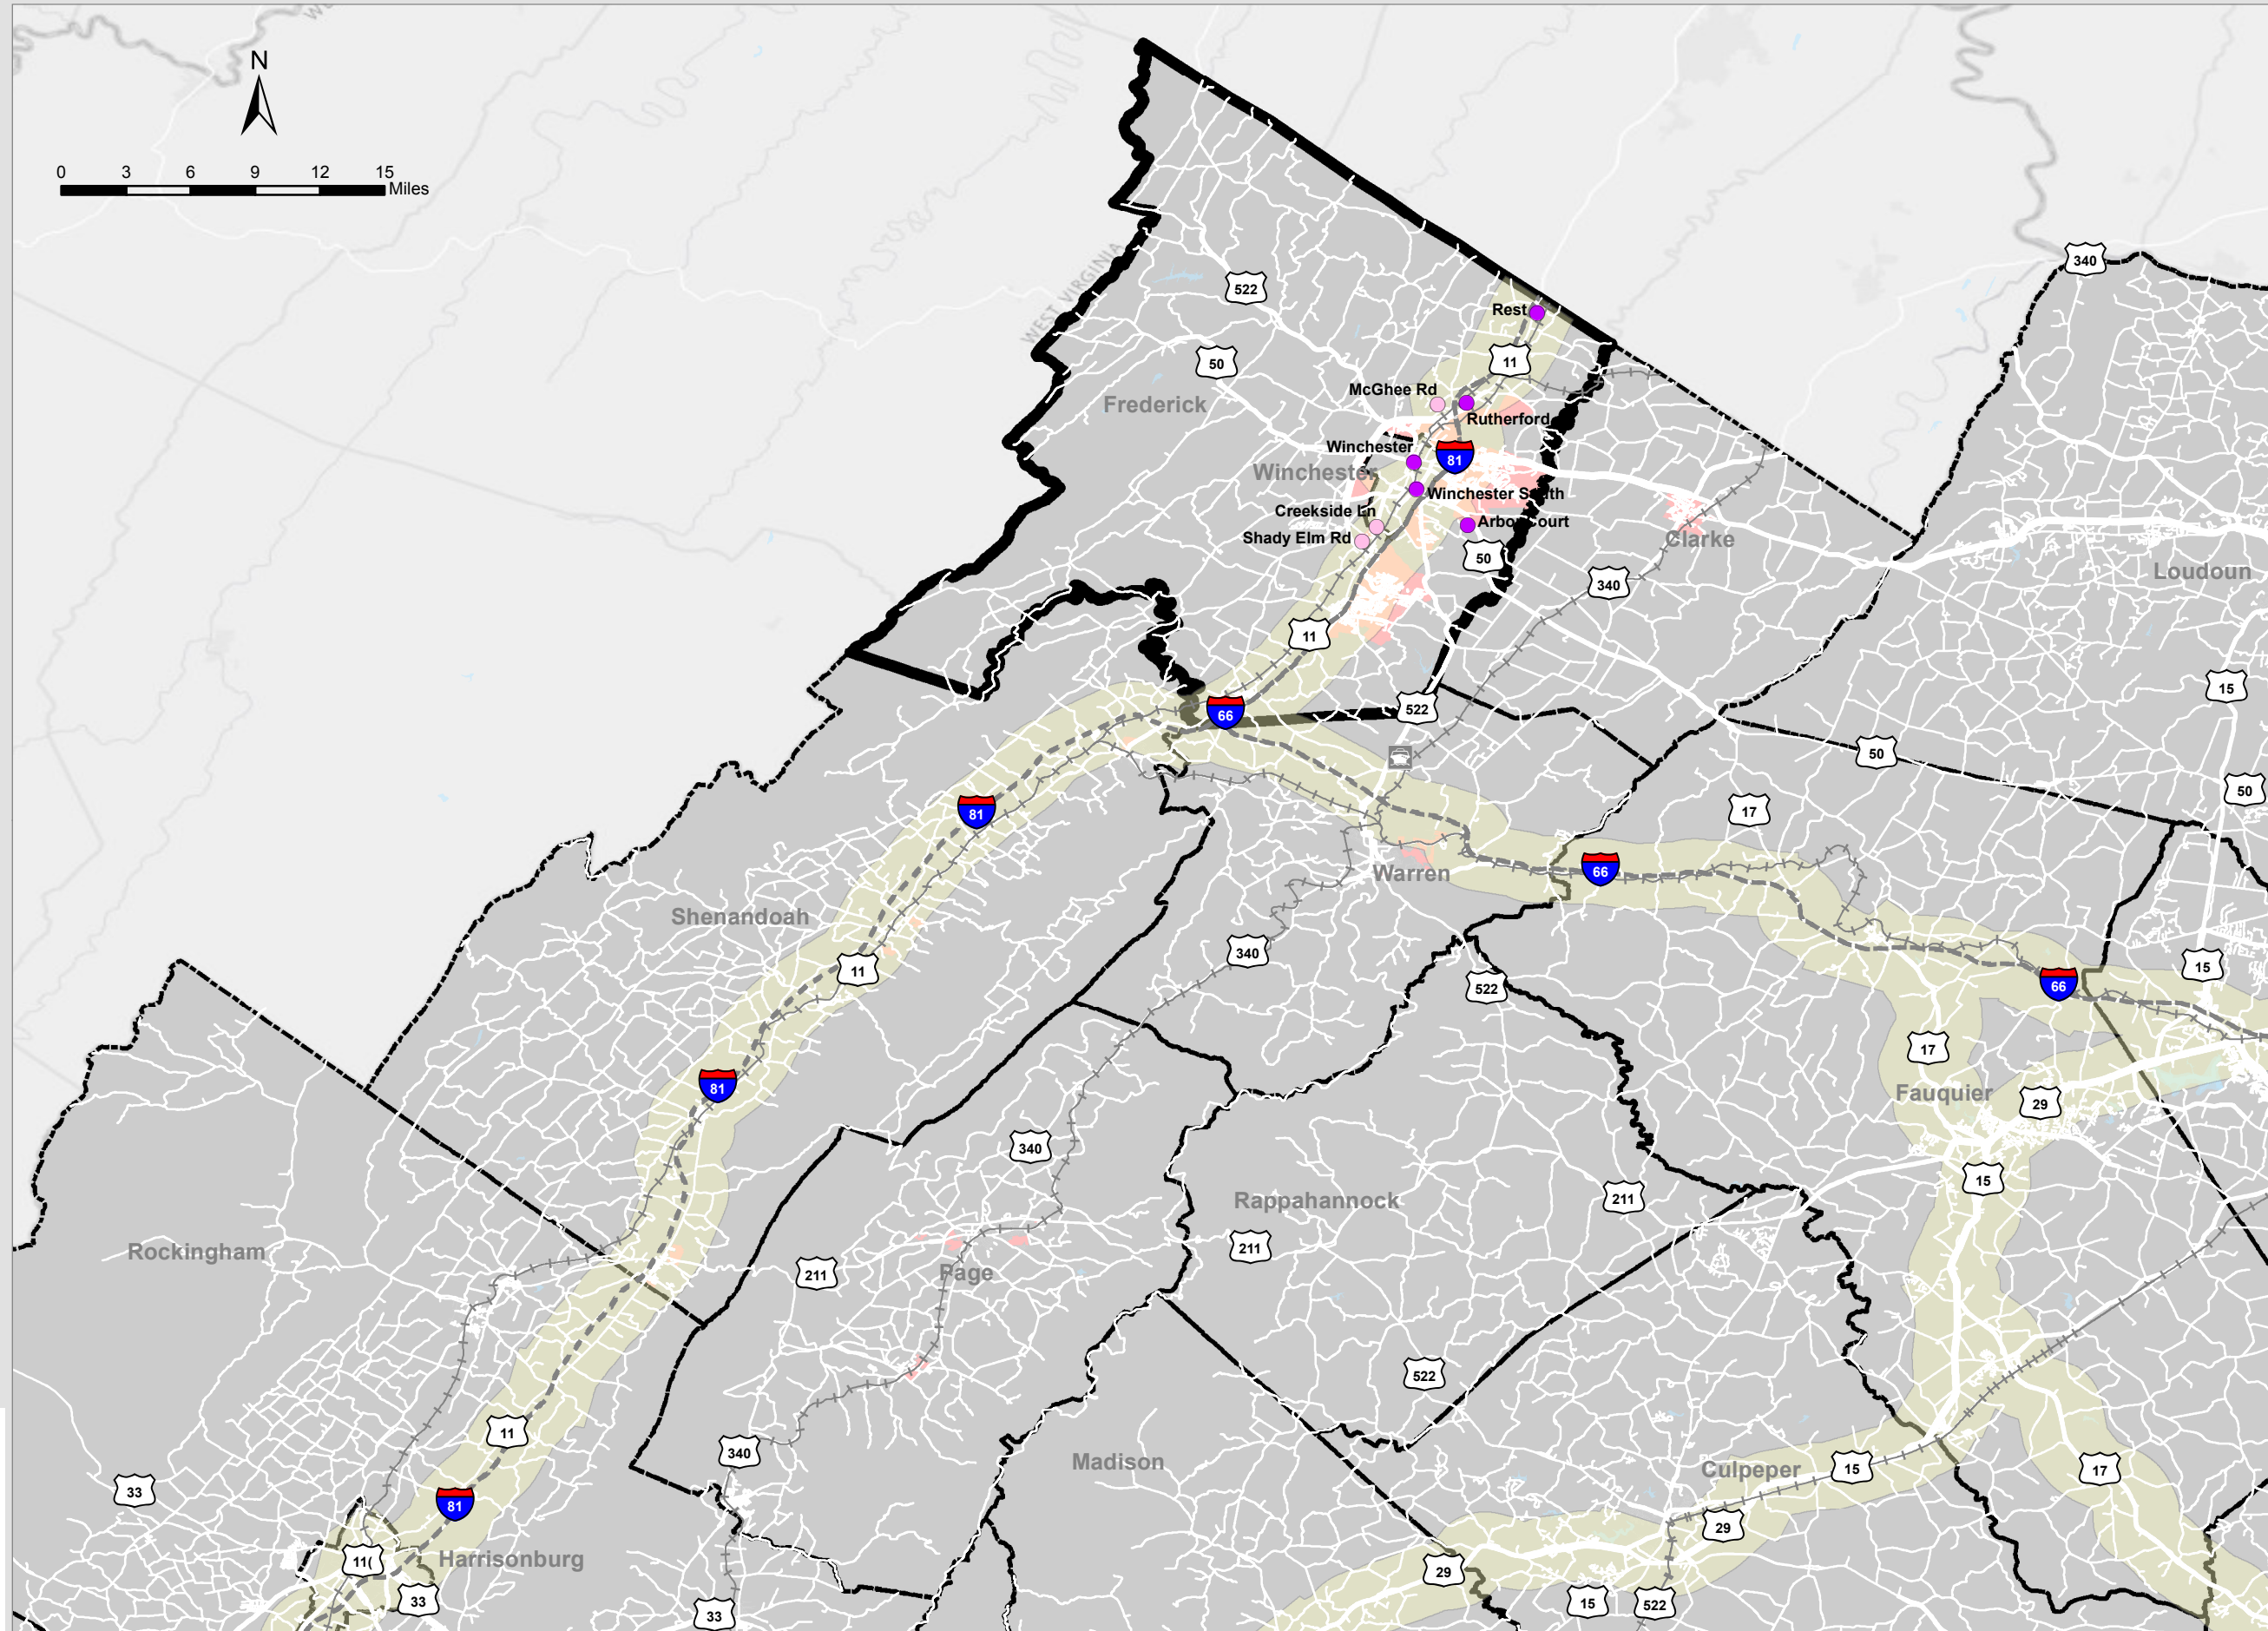 N
0 3 6 9 12 15
Miles
WEST VIRGINIA
340
522
Rest
50
11
McGhee Rd
Frederick
Rutherford
Winchester
81
Winchester
Winchester South
Creekside Ln
Arbor Court
Shady Elm Rd
Clarke
50
340
Loudoun
11
15
522
66
50
50
81
17
66
Warren
Shenandoah
340
11
15
66
522
17
81
Fauquier
29
340
15
Rappahannock
211
211
Rockingham
Page
211
522
11
340
Madison
Culpeper
15
17
33
81
29
11(
Harrisonburg
29
33
15
522
33